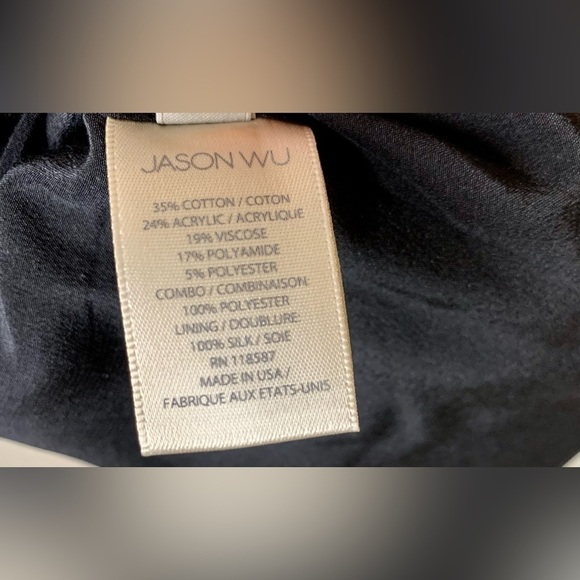 JASON WU
35% COTTON / COTON
24% ACRYLIC / ACRYLIQUE
19% VISCOSE
17% POLYAMIDE
5% POLYESTER
COMBO / COMBINAISON:
100% POLYESTER
LINING / DOUBLURE:
100% SILK / SOIE
RN 118587
MADE IN USA /
FABRIQUE AUX ETATS-UNIS